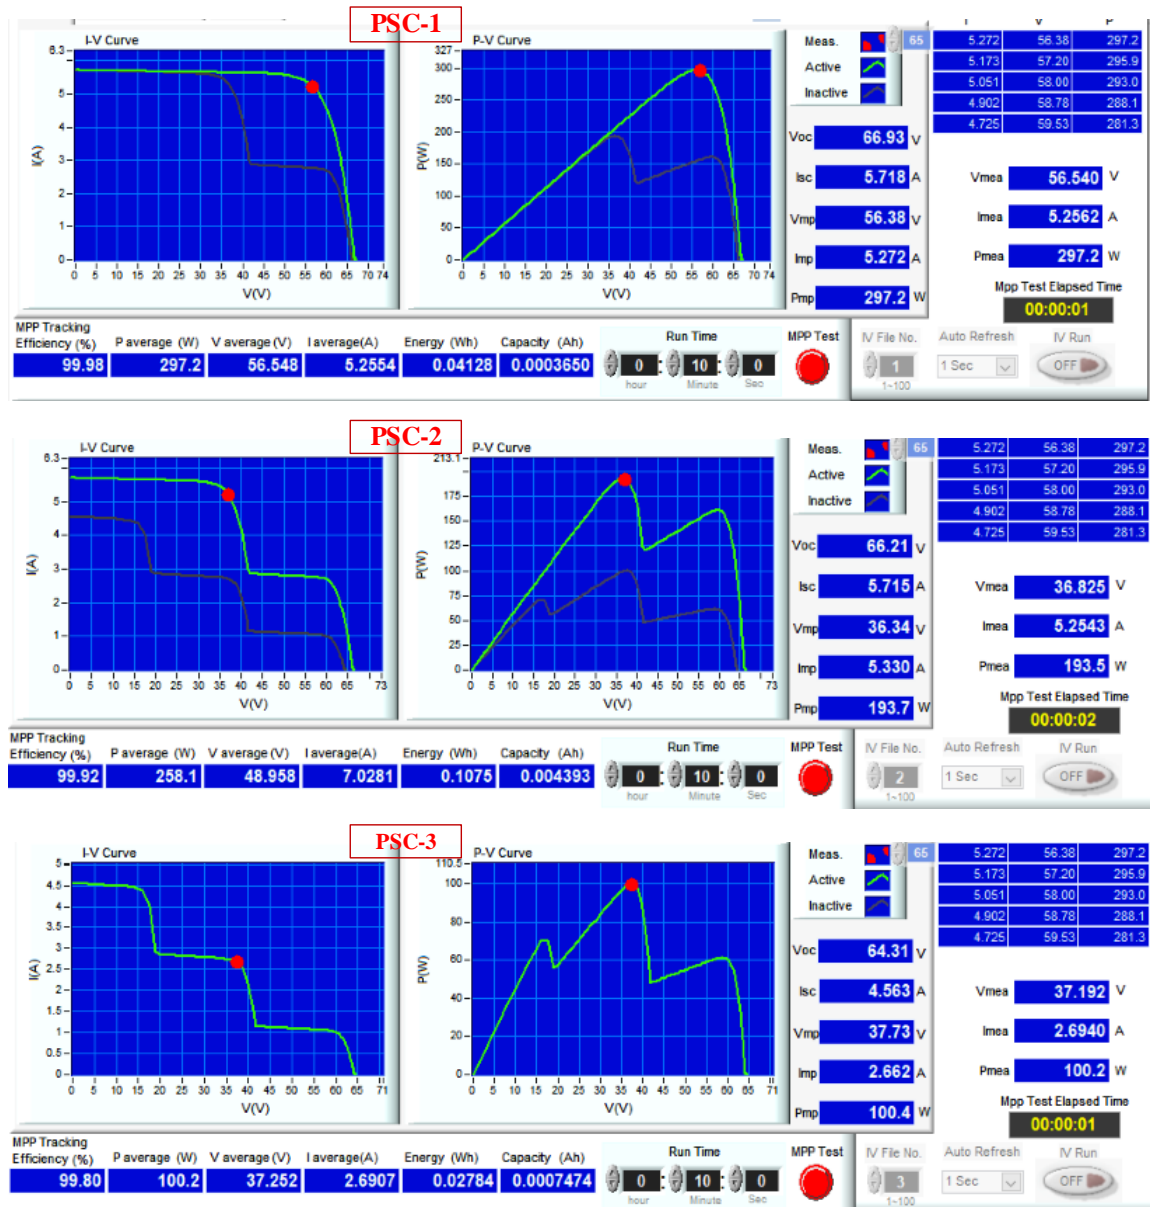 PSC-1
I-V Curve
P-V Curve
6.3
5
4
3
2
1
0
I(A)
0 5 10 15 20 25 30 35 40 45 50 55 60 65 70 74
V(V)
327
300
250
200
150
100
50
0
P(W)
0 5 10 15 20 25 30 35 40 45 50 55 60 65 70 74
V(V)
Meas. 65
Active
Inactive
Voc 66.93 V
Isc 5.718 A
Vmp 56.38 V
Imp 5.272 A
Pmp 297.2 W
5.272 56.38 297.2
5.173 57.20 295.9
5.051 58.00 293.0
4.902 58.78 288.1
4.725 59.53 281.3
Vmea 56.540 V
Imea 5.2562 A
Pmea 297.2 W
Mpp Test Elapsed Time
00:00:01
MPP Tracking
Efficiency (%) P average (W) V average (V) I average(A) Energy (Wh) Capacity (Ah)
99.98 297.2 56.548 5.2554 0.04128 0.0003650
Run Time
0 : 10 : 0
hour Minute Sec
MPP Test
IV File No. Auto Refresh IV Run
1 1 Sec OFF
1~100
PSC-2
I-V Curve
P-V Curve
6.3
5
4
3
2
1
0
I(A)
0 5 10 15 20 25 30 35 40 45 50 55 60 65 73
V(V)
213.1
175
150
125
100
75
50
25
0
P(W)
0 5 10 15 20 25 30 35 40 45 50 55 60 65 73
V(V)
Meas. 65
Active
Inactive
Voc 66.21 V
Isc 5.715 A
Vmp 36.34 V
Imp 5.330 A
Pmp 193.7 W
5.272 56.38 297.2
5.173 57.20 295.9
5.051 58.00 293.0
4.902 58.78 288.1
4.725 59.53 281.3
Vmea 36.825 V
Imea 5.2543 A
Pmea 193.5 W
Mpp Test Elapsed Time
00:00:02
MPP Tracking
Efficiency (%) P average (W) V average (V) I average(A) Energy (Wh) Capacity (Ah)
99.92 258.1 48.958 7.0281 0.1075 0.004393
Run Time
0 : 10 : 0
hour Minute Sec
MPP Test
IV File No. Auto Refresh IV Run
2 1 Sec OFF
1~100
PSC-3
I-V Curve
P-V Curve
5
4.5
4
3.5
3
2.5
2
1.5
1
0.5
0
I(A)
0 5 10 15 20 25 30 35 40 45 50 55 60 65 71
V(V)
110.5
100
80
60
40
20
0
P(W)
0 5 10 15 20 25 30 35 40 45 50 55 60 65 71
V(V)
Meas. 65
Active
Inactive
Voc 64.31 V
Isc 4.563 A
Vmp 37.73 V
Imp 2.662 A
Pmp 100.4 W
5.272 56.38 297.2
5.173 57.20 295.9
5.051 58.00 293.0
4.902 58.78 288.1
4.725 59.53 281.3
Vmea 37.192 V
Imea 2.6940 A
Pmea 100.2 W
Mpp Test Elapsed Time
00:00:01
MPP Tracking
Efficiency (%) P average (W) V average (V) I average(A) Energy (Wh) Capacity (Ah)
99.80 100.2 37.252 2.6907 0.02784 0.0007474
Run Time
0 : 10 : 0
hour Minute Sec
MPP Test
IV File No. Auto Refresh IV Run
3 1 Sec OFF
1~100